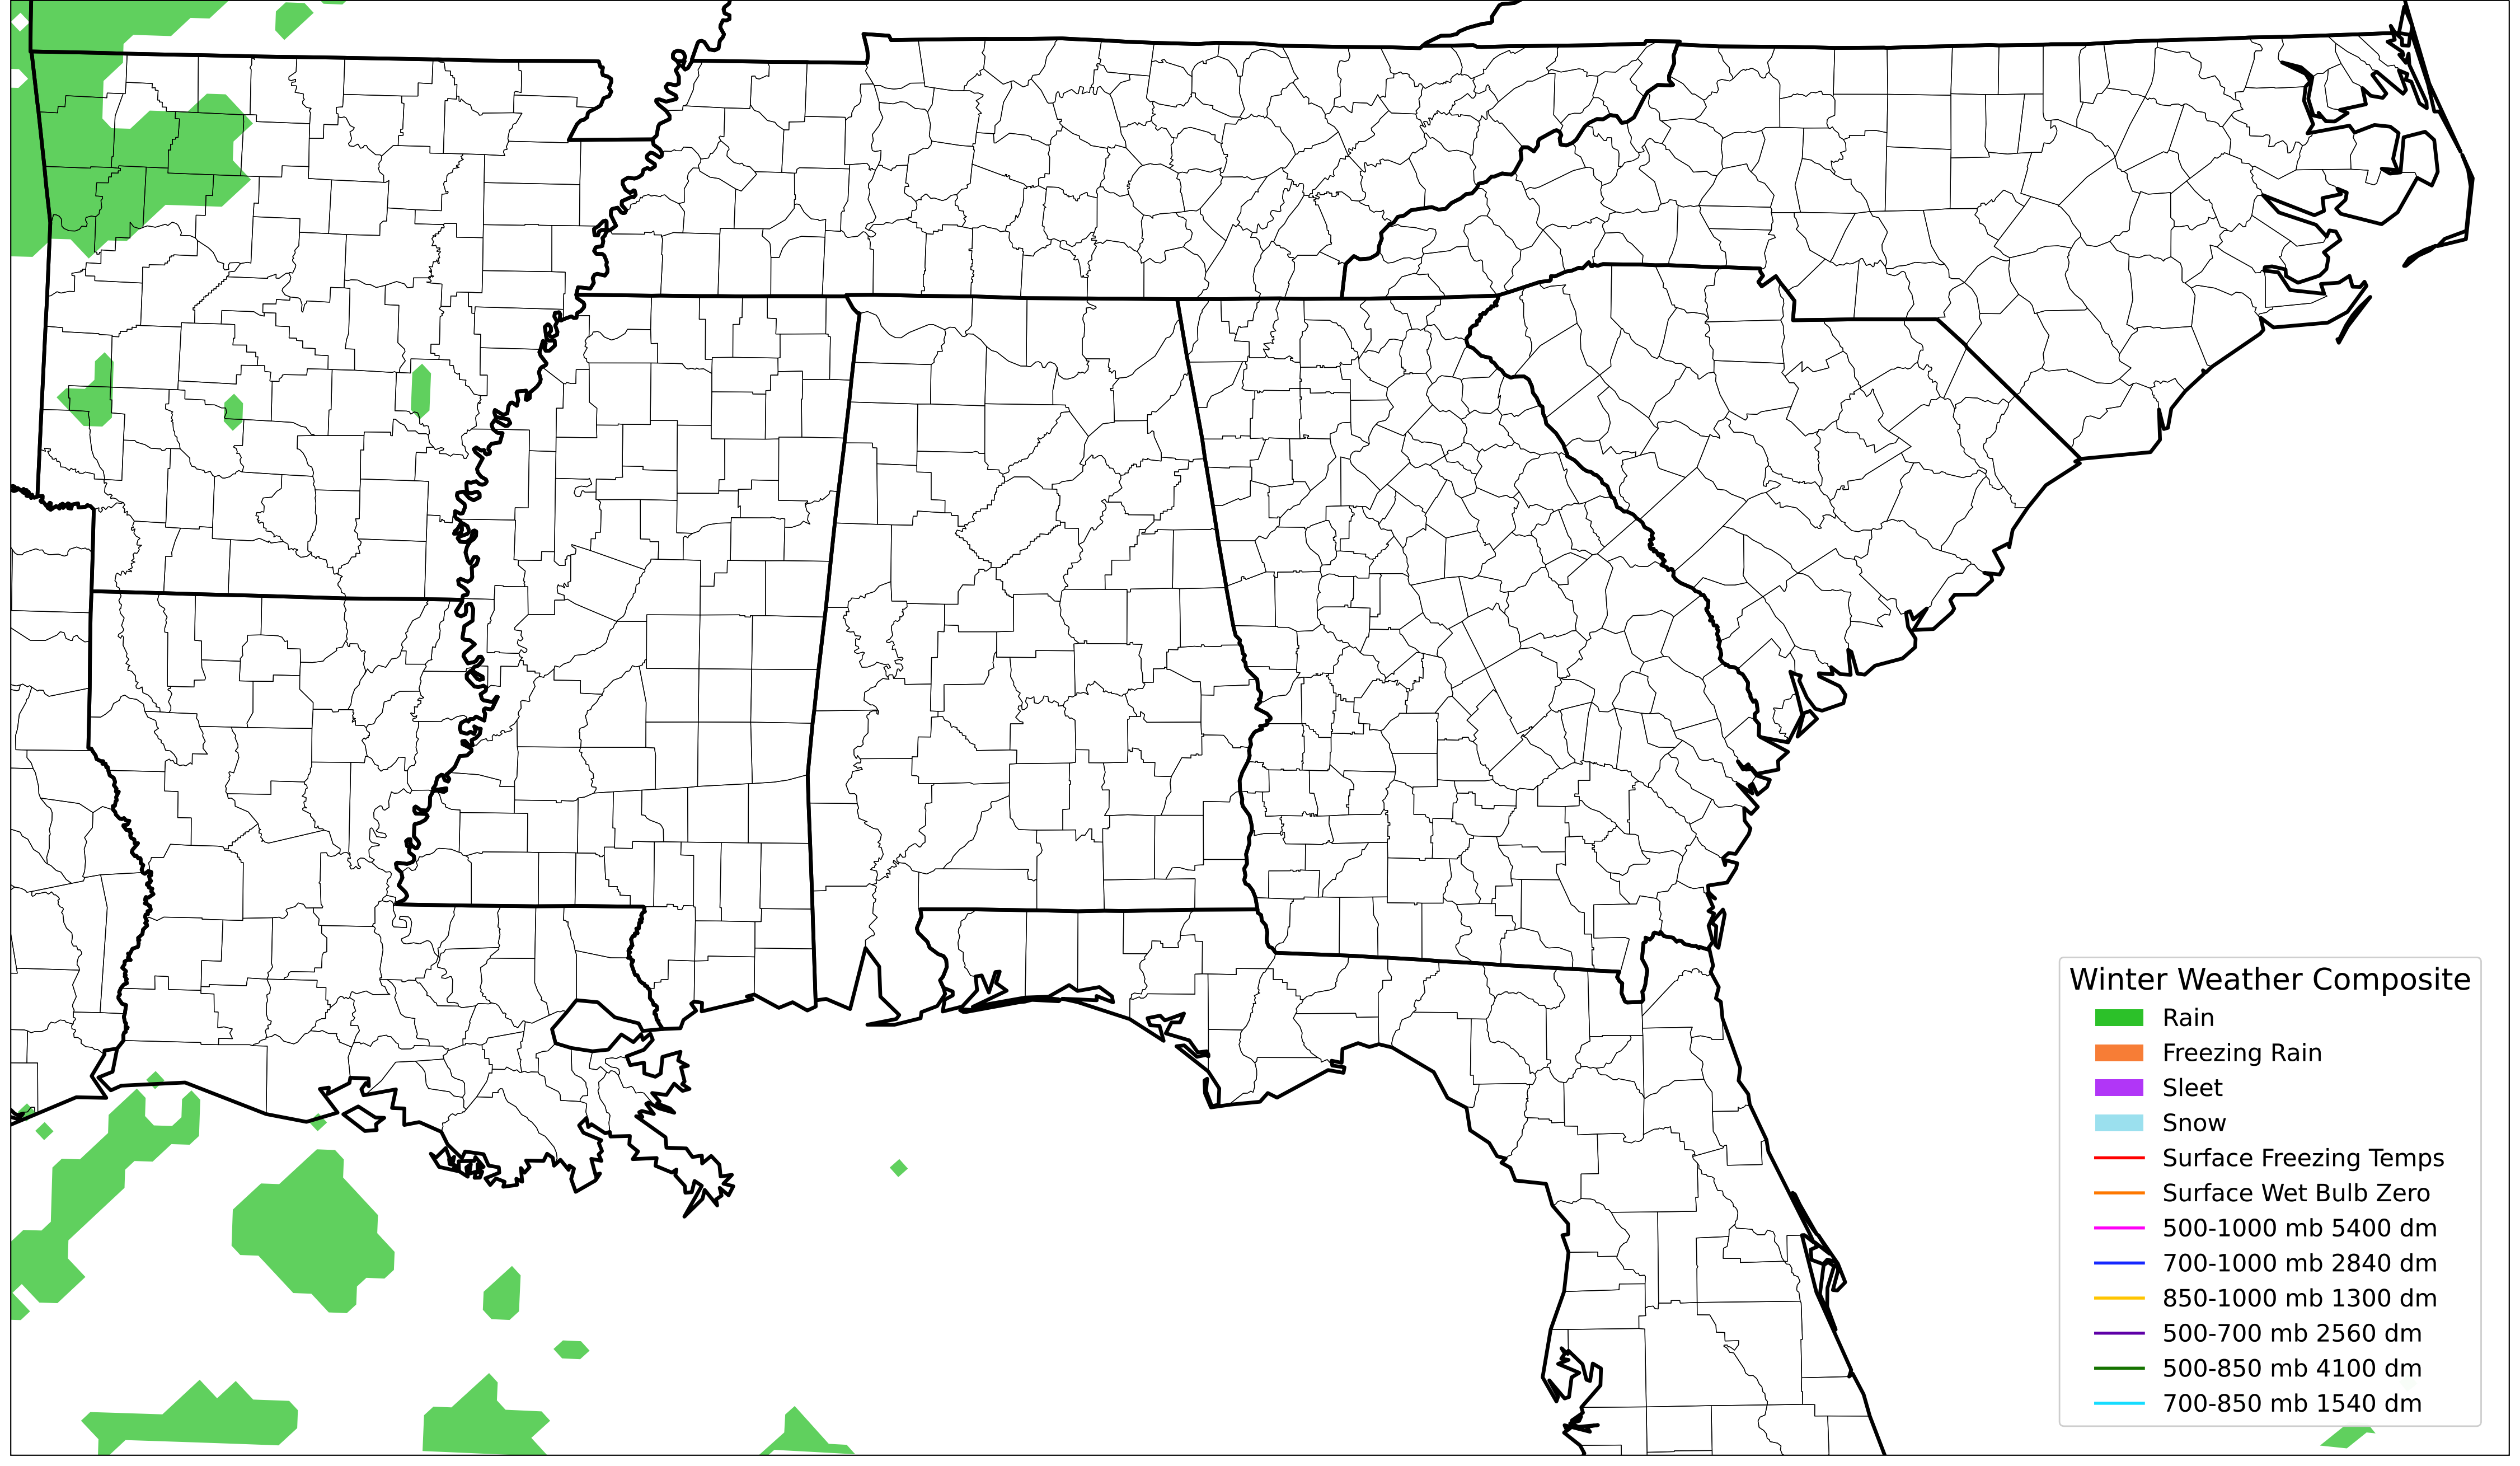 Winter Weather Composite
Rain
Freezing Rain
Sleet
Snow
Surface Freezing Temps
Surface Wet Bulb Zero
500-1000 mb 5400 dm
700-1000 mb 2840 dm
850-1000 mb 1300 dm
500-700 mb 2560 dm
500-850 mb 4100 dm
700-850 mb 1540 dm